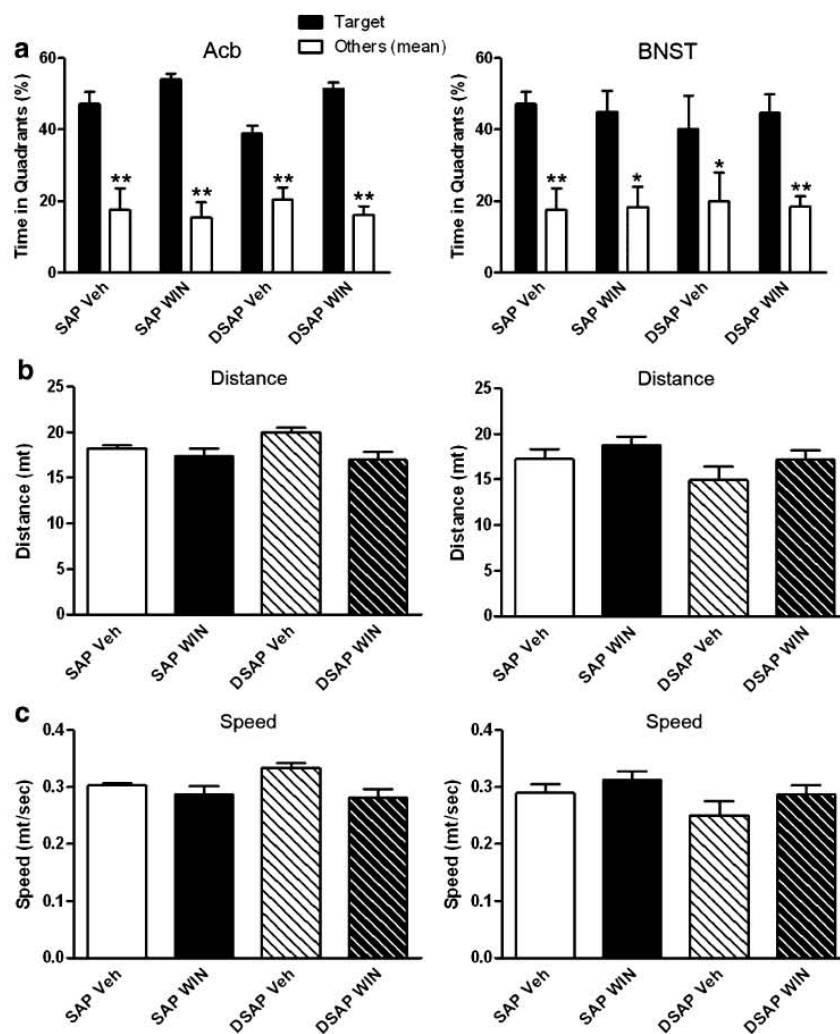 Target
Others (mean)
a
Acb
BNST
Time in Quadrants (%)
60
40
20
0
** ** ** **
SAP Veh
SAP WIN
DSAP Veh
DSAP WIN
Time in Quadrants (%)
60
40
20
0
** * * **
SAP Veh
SAP WIN
DSAP Veh
DSAP WIN
b
Distance
Distance (mt)
25
20
15
10
5
0
SAP Veh
SAP WIN
DSAP Veh
DSAP WIN
Distance
Distance (mt)
25
20
15
10
5
0
SAP Veh
SAP WIN
DSAP Veh
DSAP WIN
c
Speed
Speed (mt/sec)
0.4
0.3
0.2
0.1
0.0
SAP Veh
SAP WIN
DSAP Veh
DSAP WIN
Speed
Speed (mt/sec)
0.4
0.3
0.2
0.1
0.0
SAP Veh
SAP WIN
DSAP Veh
DSAP WIN